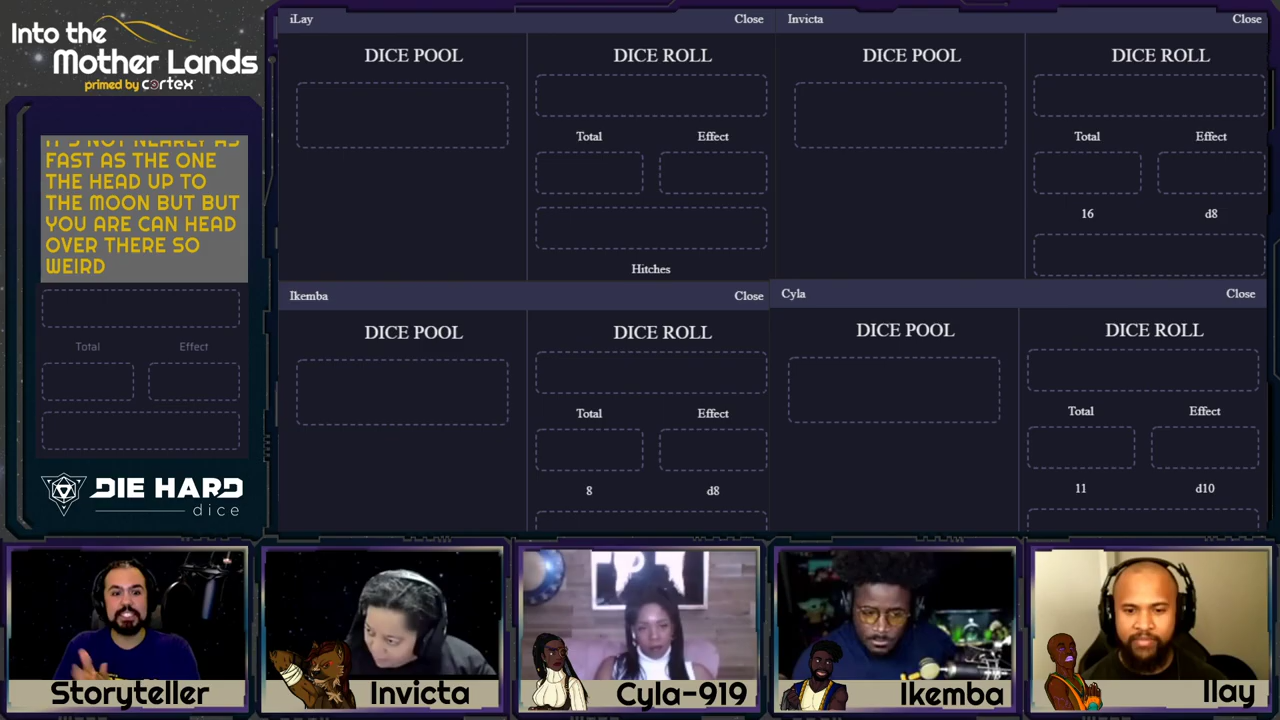 Into the
Mother Lands
primed by cortex
IT'S NOT NEARLY AS
FAST AS THE ONE
THE HEAD UP TO
THE MOON BUT BUT
YOU ARE CAN HEAD
OVER THERE SO
WEIRD
Total Effect
DIE HARD
dice
iLay Close
DICE POOL DICE ROLL
Total Effect
Hitches
Invicta Close
DICE POOL DICE ROLL
Total Effect
16 d8
Ikemba Close
DICE POOL DICE ROLL
Total Effect
8 d8
Cyla Close
DICE POOL DICE ROLL
Total Effect
11 d10
Storyteller
Invicta
Cyla-919
Ikemba
Ilay